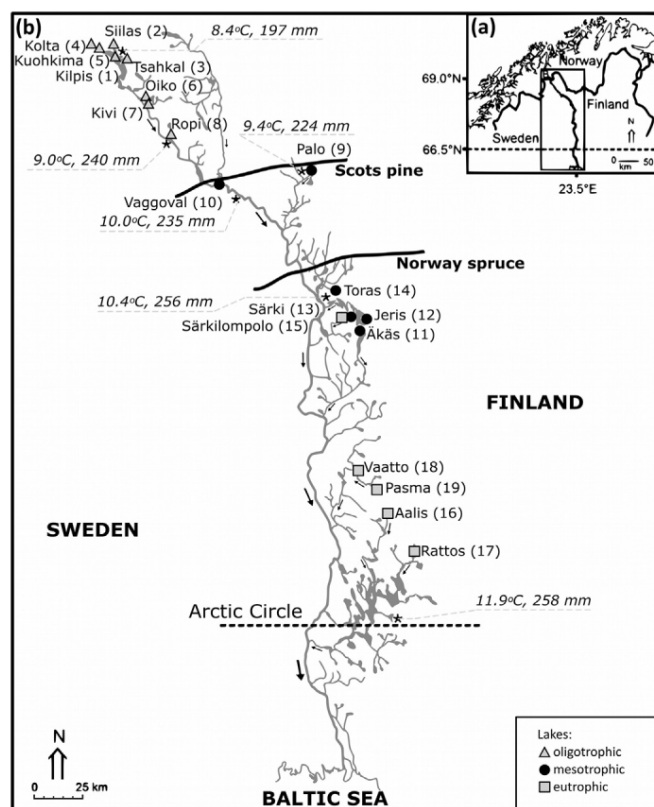 (b)
Siilas (2)
Kolta (4)
Kuohkima (5)
Kilpis (1)
Tsahkal (3)
Oiko (6)
Kivi (7)
Ropi (8)
8.4°C, 197 mm
9.4°C, 224 mm
9.0°C, 240 mm
Palo (9)
Scots pine
Vaggoval (10)
10.0°C, 235 mm
Norway spruce
10.4°C, 256 mm
Toras (14)
Särki (13)
Jeris (12)
Särkilompolo (15)
Äkäs (11)
FINLAND
Vaatto (18)
Pasma (19)
Aalis (16)
SWEDEN
Rattos (17)
11.9°C, 258 mm
Arctic Circle
N
0 25 km
BALTIC SEA
(a)
Norway
69.0°N
Finland
Sweden
N
66.5°N
km
0 50
23.5°E
Lakes:
oligotrophic
mesotrophic
eutrophic